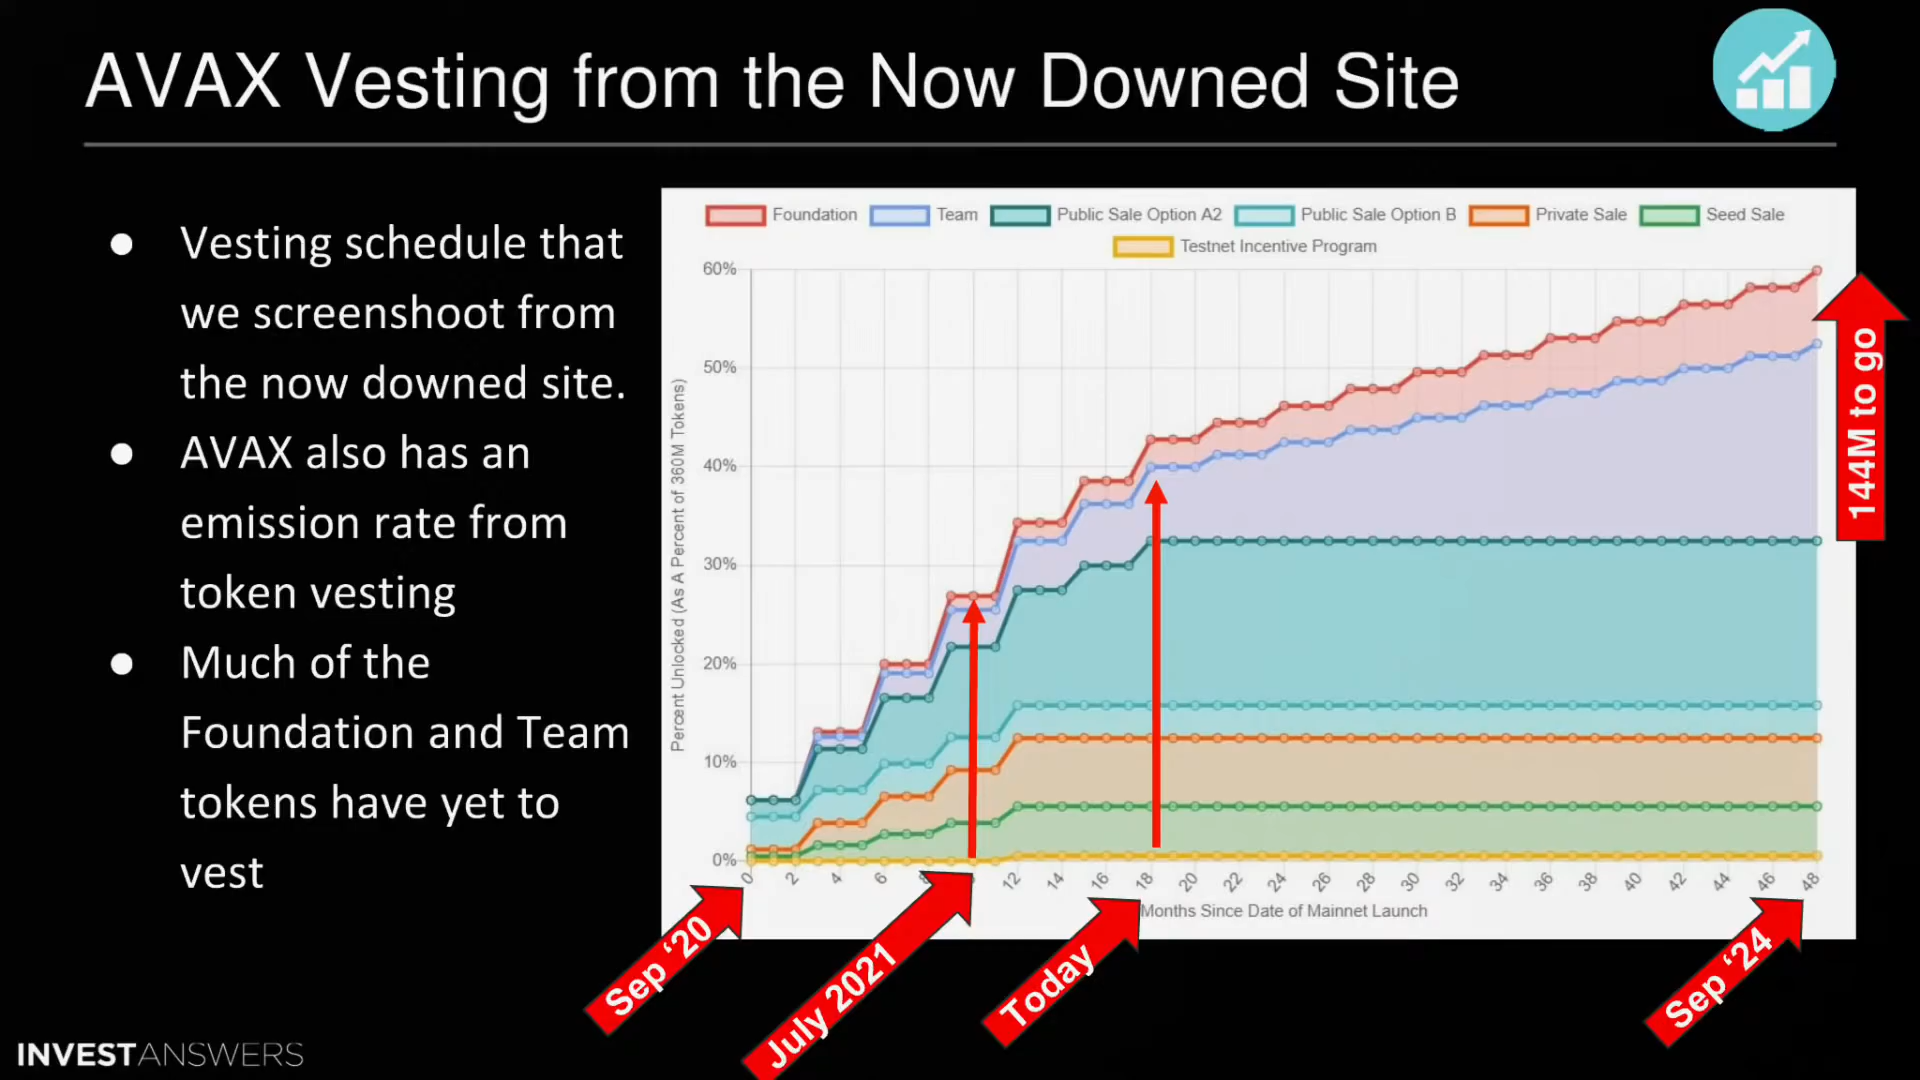 AVAX Vesting from the Now Downed Site
● Vesting schedule that
we screenshoot from
the now downed site.
● AVAX also has an
emission rate from
token vesting
● Much of the
Foundation and Team
tokens have yet to
vest
Foundation Team Public Sale Option A2 Public Sale Option B Private Sale Seed Sale
Testnet Incentive Program
Percent Unlocked (As A Percent of 360M Tokens)
60%
50%
40%
30%
20%
10%
0%
0 2 4 6 12 14 16 18 20 22 24 26 28 30 32 34 36 38 40 42 44 46 48
Months Since Date of Mainnet Launch
144M to go
Sep ‘20
July 2021
Today
Sep ‘24
INVESTANSWERS